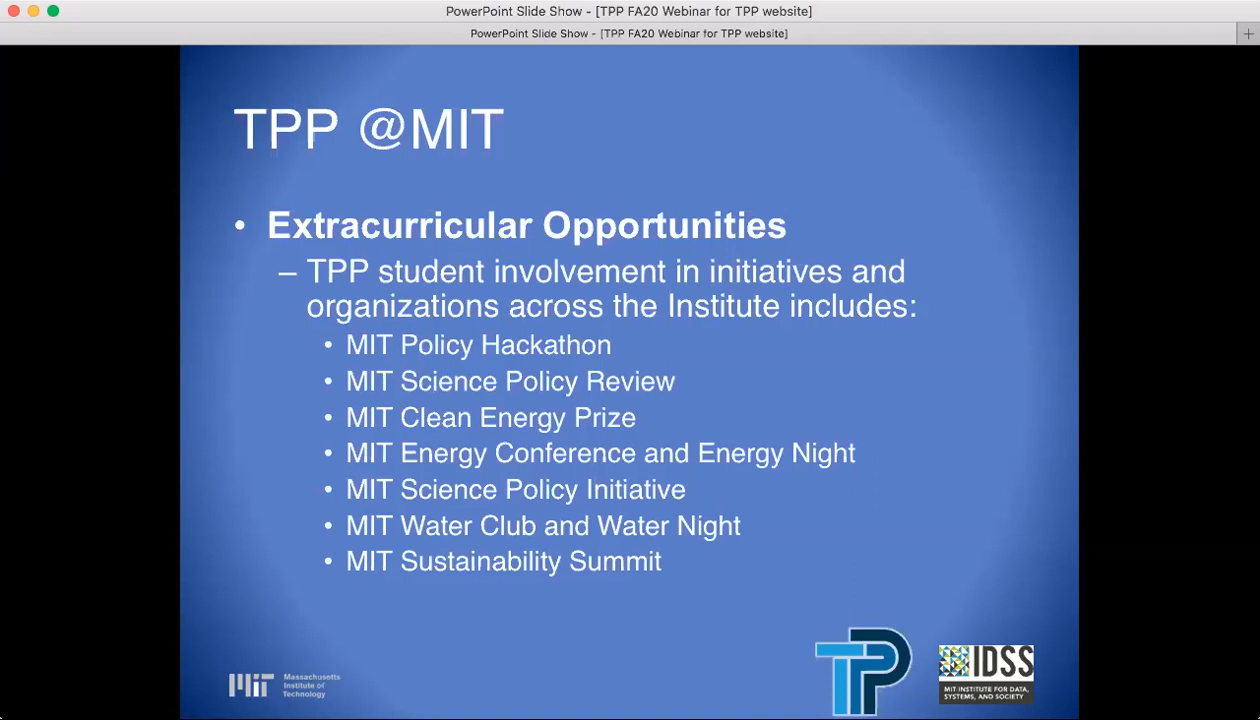 PowerPoint Slide Show - [TPP FA20 Webinar for TPP website]
PowerPoint Slide Show - [TPP FA20 Webinar for TPP website]
TPP @MIT
• Extracurricular Opportunities
– TPP student involvement in initiatives and
organizations across the Institute includes:
• MIT Policy Hackathon
• MIT Science Policy Review
• MIT Clean Energy Prize
• MIT Energy Conference and Energy Night
• MIT Science Policy Initiative
• MIT Water Club and Water Night
• MIT Sustainability Summit
MIT
Massachusetts
Institute of
Technology
TPP
IDSS
MIT INSTITUTE FOR DATA,
SYSTEMS, AND SOCIETY